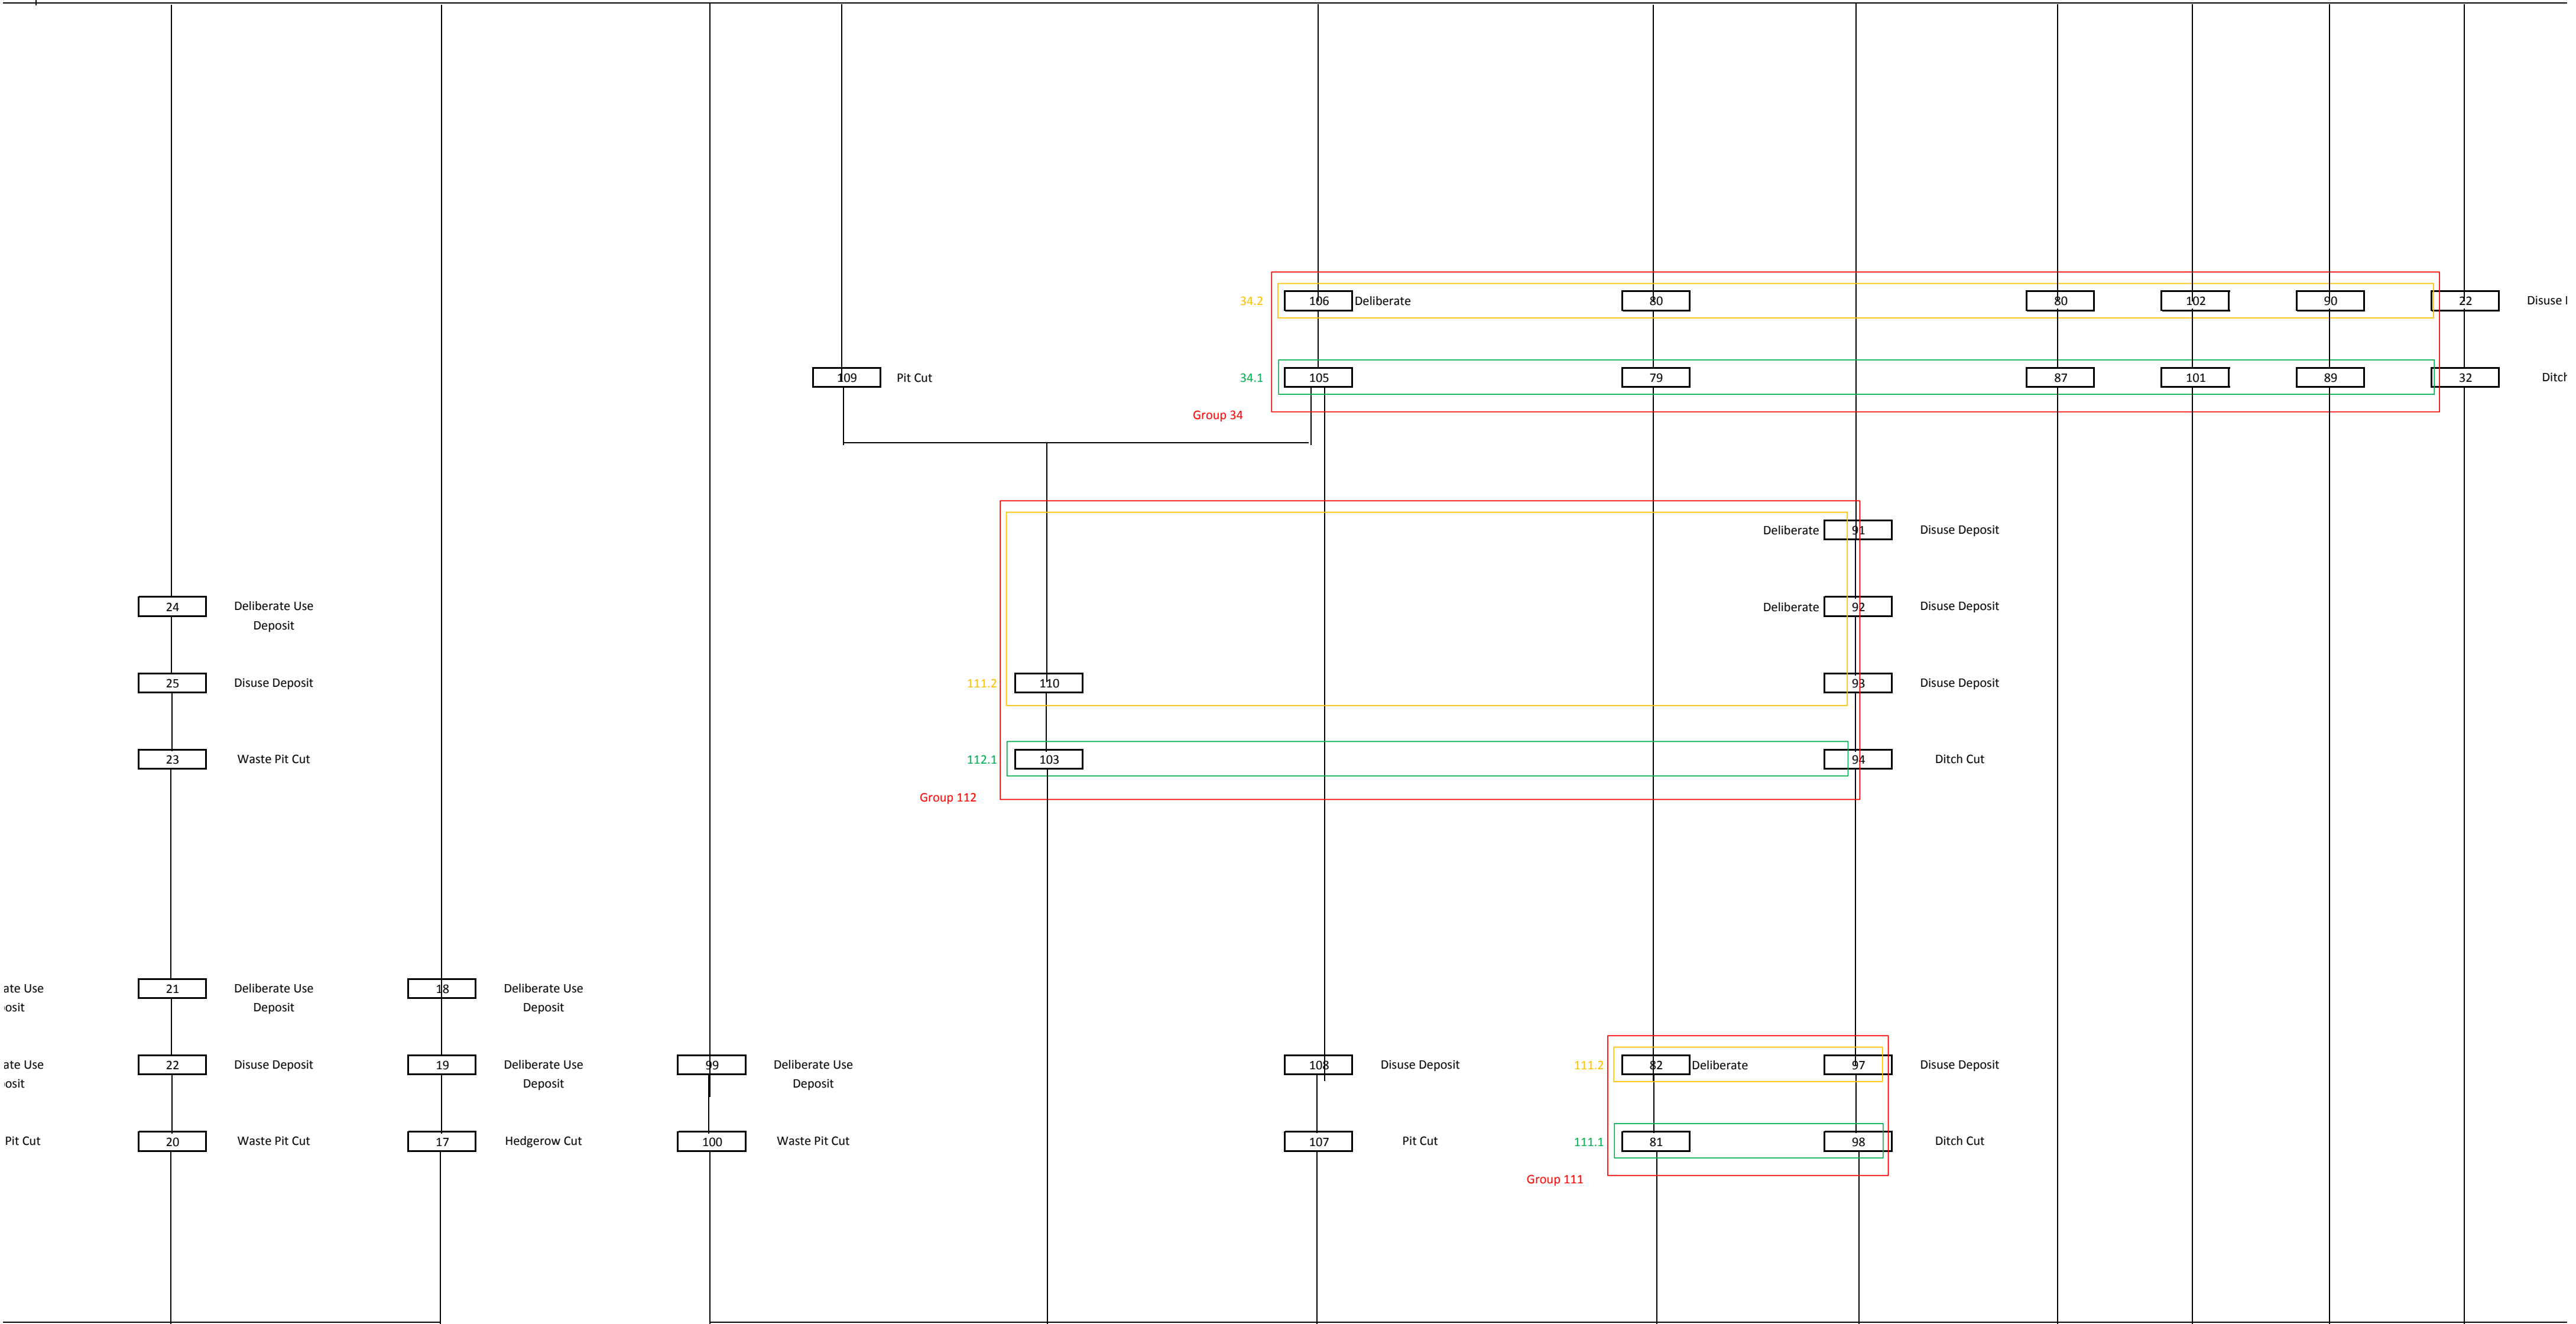 34.2
106
Deliberate
80
80
102
90
22
Disuse
109
Pit Cut
34.1
105
79
87
101
89
32
Ditch
Group 34
Deliberate
91
Disuse Deposit
24
Deliberate Use
Deposit
Deliberate
92
Disuse Deposit
25
Disuse Deposit
111.2
110
93
Disuse Deposit
23
Waste Pit Cut
112.1
103
94
Ditch Cut
Group 112
ate Use
osit
21
Deliberate Use
Deposit
18
Deliberate Use
Deposit
ate Use
osit
22
Disuse Deposit
19
Deliberate Use
Deposit
99
Deliberate Use
Deposit
108
Disuse Deposit
111.2
82
Deliberate
97
Disuse Deposit
Pit Cut
20
Waste Pit Cut
17
Hedgerow Cut
100
Waste Pit Cut
107
Pit Cut
111.1
81
98
Ditch Cut
Group 111